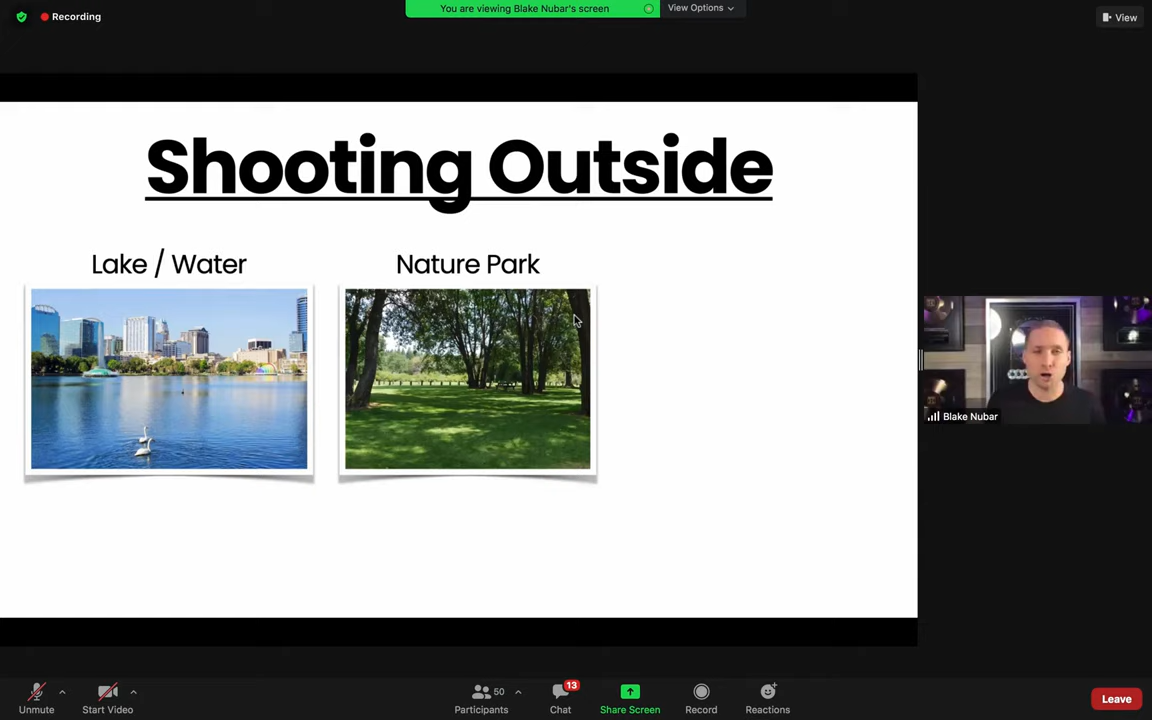 Recording
You are viewing Blake Nubar's screen
View Options
View
Shooting Outside
Lake / Water
Nature Park
Blake Nubar
Unmute
Start Video
50
Participants
13
Chat
Share Screen
Record
Reactions
Leave